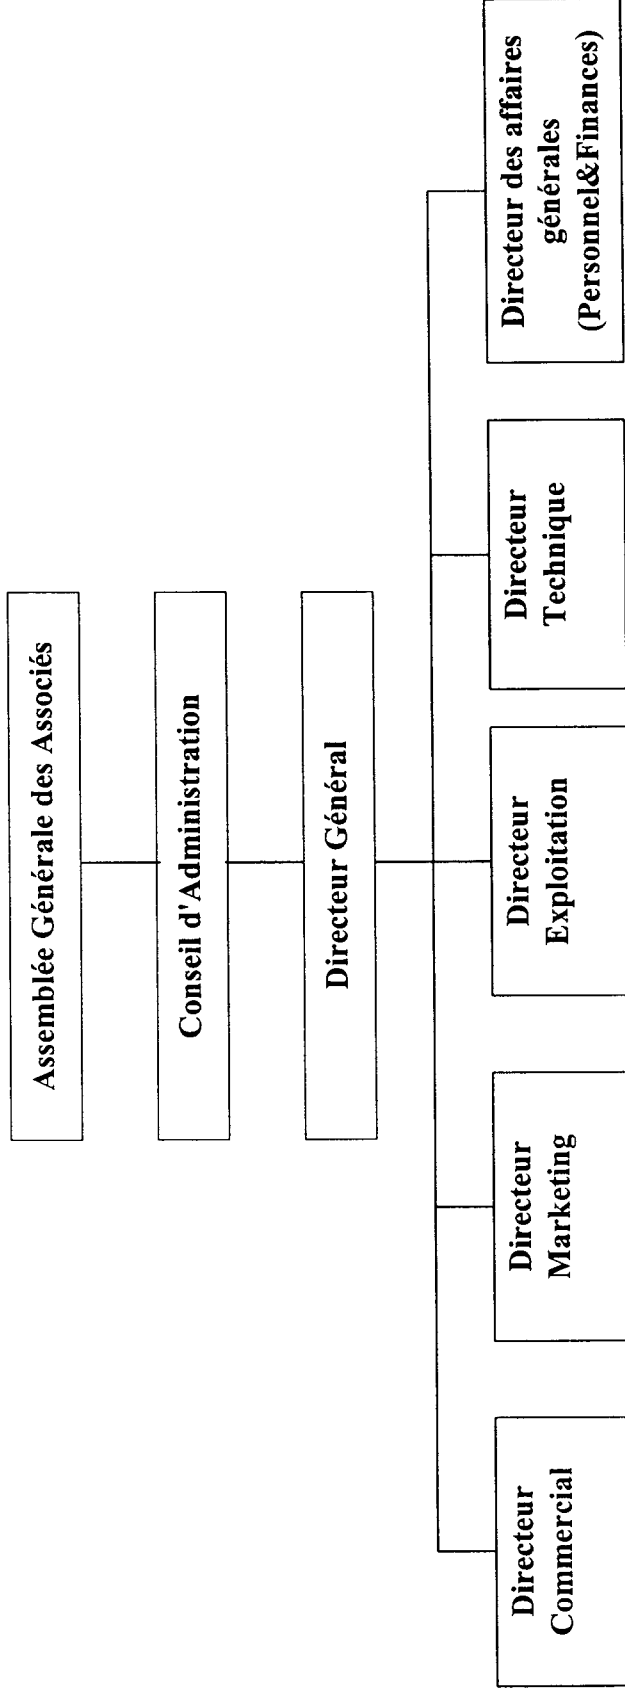 Assemblée Générale des Associés
Conseil d'Administration
Directeur Général
Directeur
Commercial
Directeur
Marketing
Directeur
Exploitation
Directeur
Technique
Directeur des affaires
générales
(Personnel&Finances)